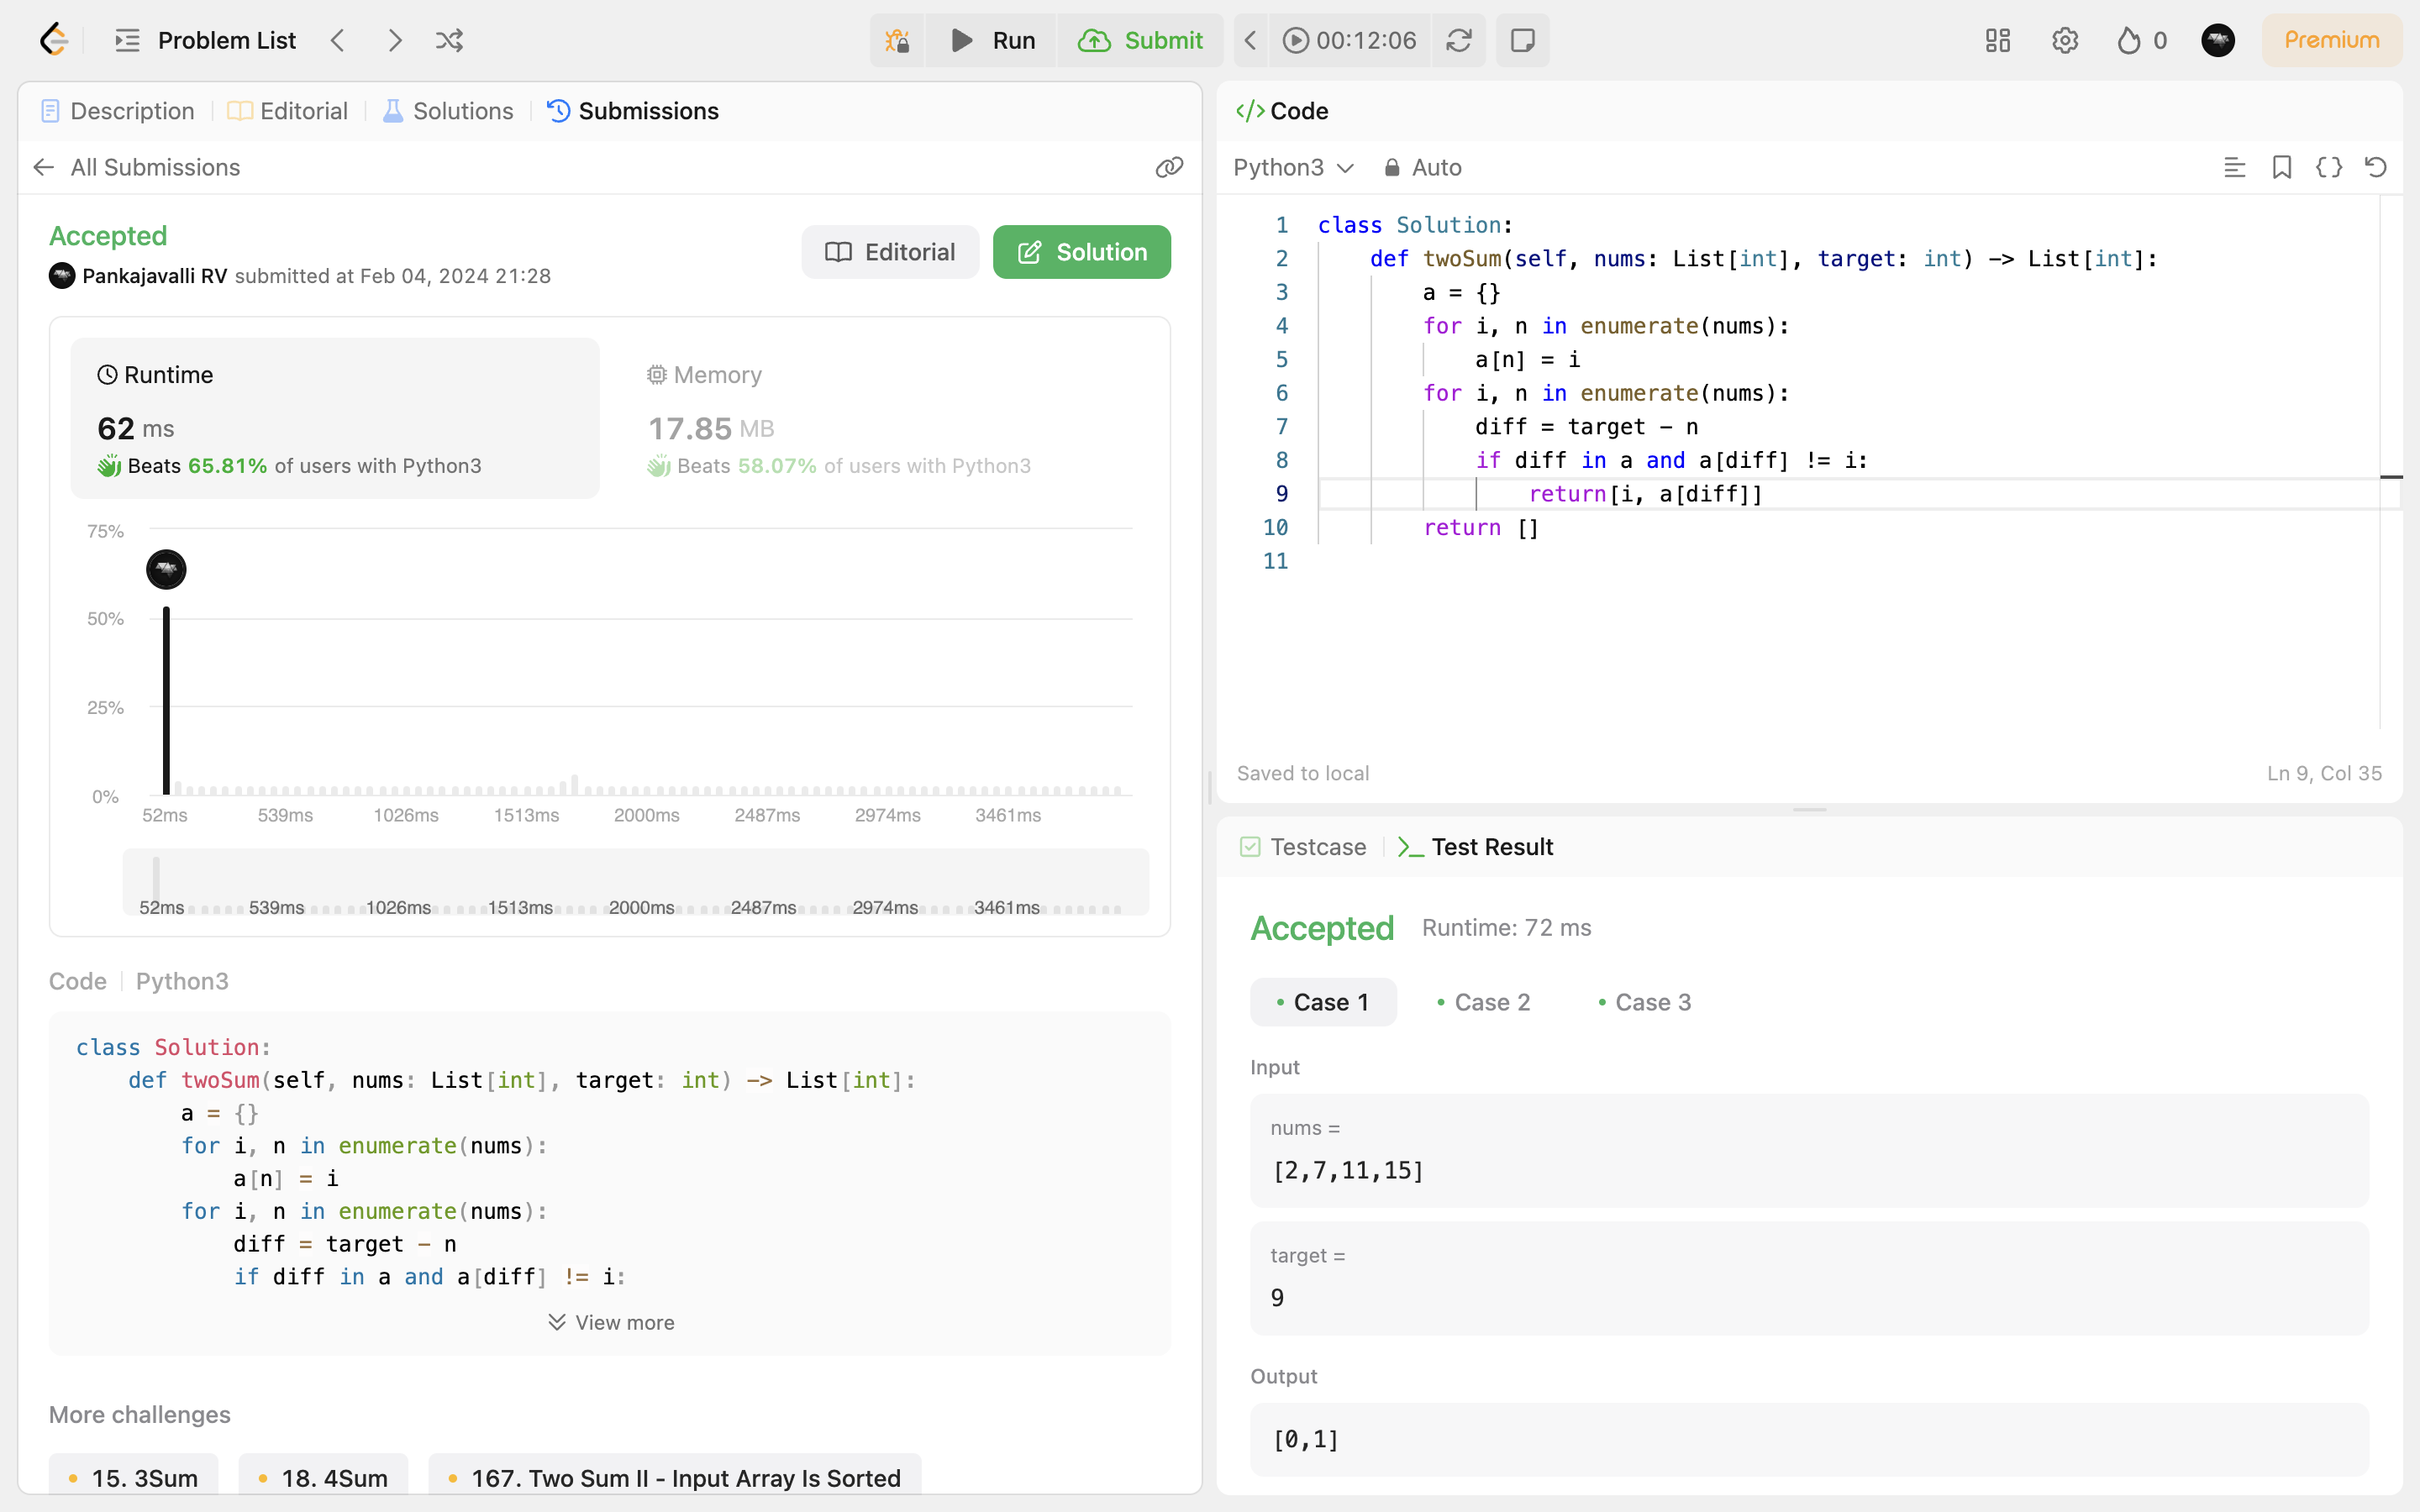 Problem List
Run
Submit
00:12:06
0
Premium
Description
Editorial
Solutions
Submissions
All Submissions
Accepted
Pankajavalli RV submitted at Feb 04, 2024 21:28
Editorial
Solution
Runtime
62 ms
Beats 65.81% of users with Python3
Memory
17.85 MB
Beats 58.07% of users with Python3
75%
50%
25%
0%
52ms 539ms 1026ms 1513ms 2000ms 2487ms 2974ms 3461ms
52ms 539ms 1026ms 1513ms 2000ms 2487ms 2974ms 3461ms
Code
Python3
class Solution:
    def twoSum(self, nums: List[int], target: int) -> List[int]:
        a = {}
        for i, n in enumerate(nums):
            a[n] = i
        for i, n in enumerate(nums):
            diff = target - n
            if diff in a and a[diff] != i:
View more
More challenges
15. 3Sum
18. 4Sum
167. Two Sum II - Input Array Is Sorted
</> Code
Python3
Auto
1 class Solution:
2     def twoSum(self, nums: List[int], target: int) -> List[int]:
3         a = {}
4         for i, n in enumerate(nums):
5             a[n] = i
6         for i, n in enumerate(nums):
7             diff = target - n
8             if diff in a and a[diff] != i:
9                 return[i, a[diff]]
10         return []
11
Saved to local
Ln 9, Col 35
Testcase
Test Result
Accepted
Runtime: 72 ms
• Case 1
• Case 2
• Case 3
Input
nums =
[2,7,11,15]
target =
9
Output
[0,1]